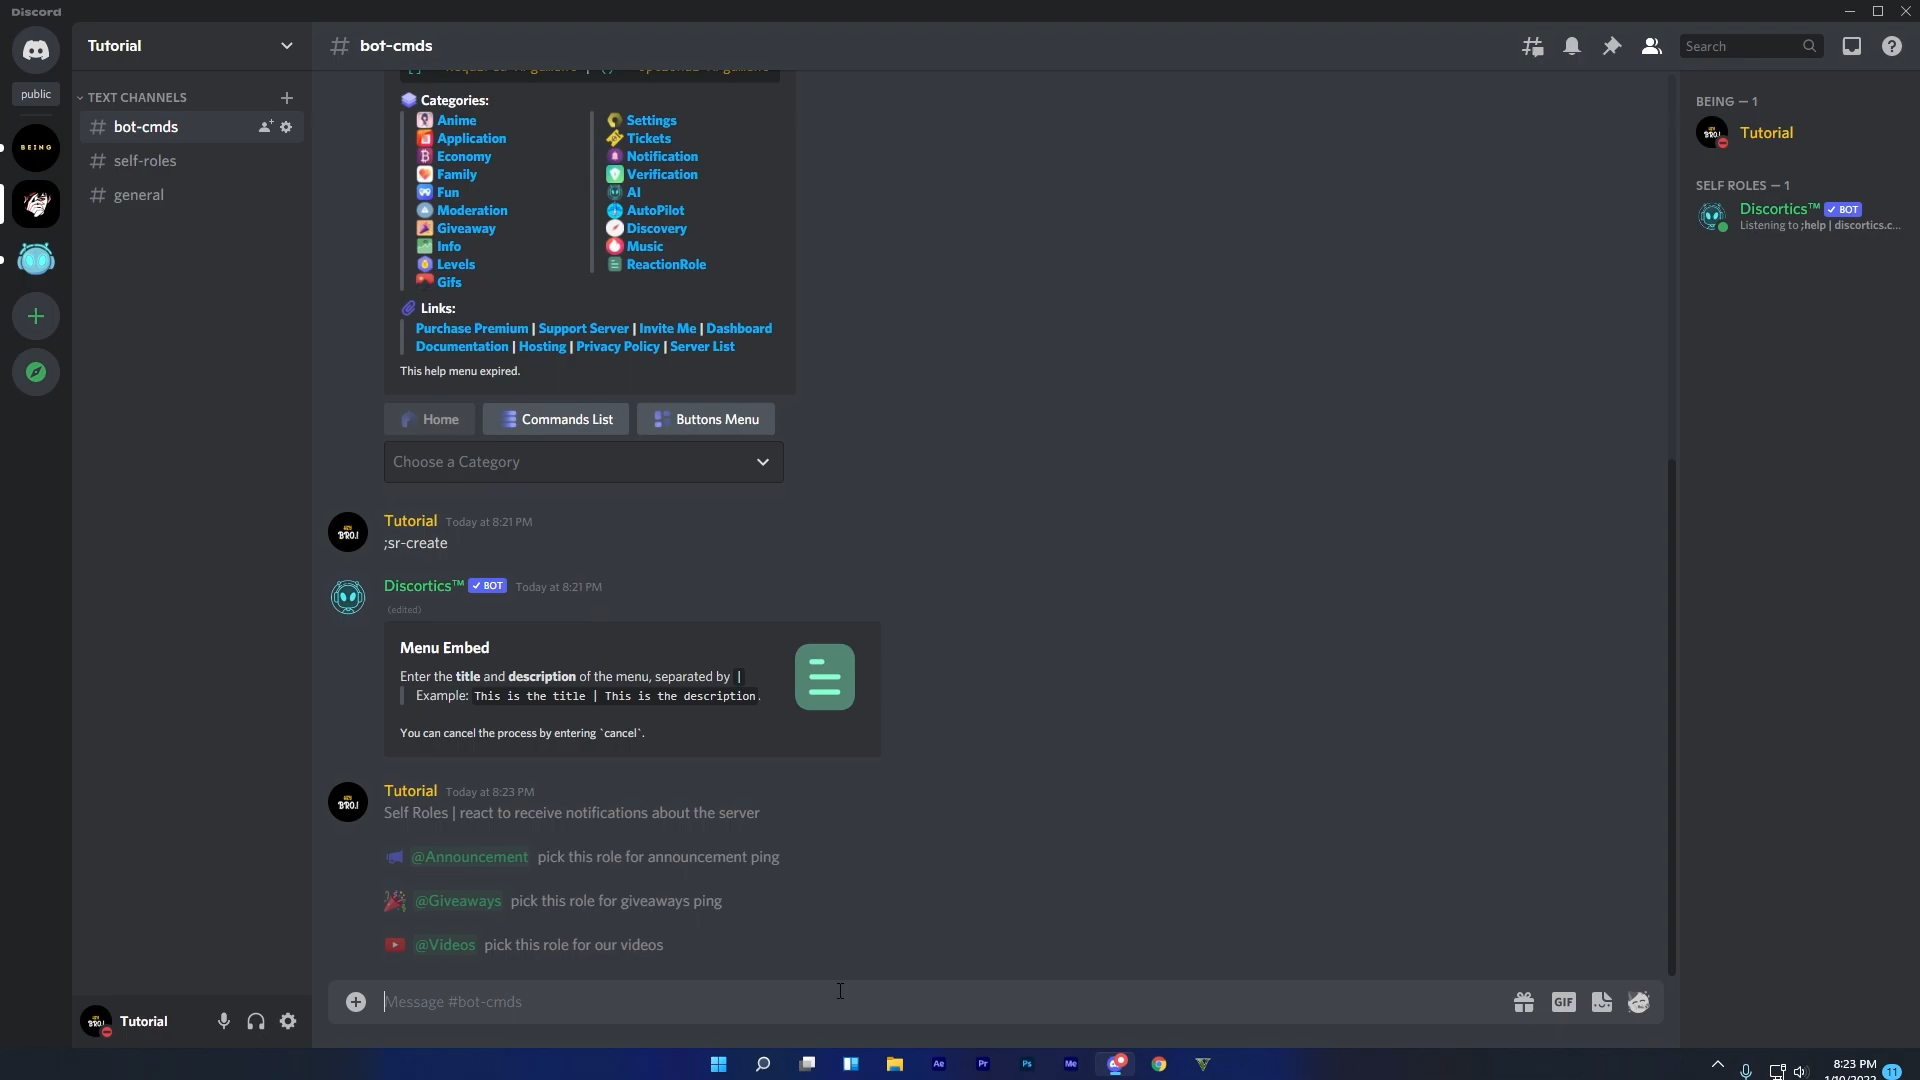 Discord
Tutorial
bot-cmds
Search
public
TEXT CHANNELS
bot-cmds
self-roles
general
BEING
Categories:
Anime
Application
Economy
Family
Fun
Moderation
Giveaway
Info
Levels
Gifs
Settings
Tickets
Notification
Verification
AI
AutoPilot
Discovery
Music
ReactionRole
Links:
Purchase Premium | Support Server | Invite Me | Dashboard
Documentation | Hosting | Privacy Policy | Server List
This help menu expired.
Home
Commands List
Buttons Menu
Choose a Category
Tutorial Today at 8:21 PM
;sr-create
Discortics™ ✓ BOT Today at 8:21 PM
(edited)
Menu Embed
Enter the title and description of the menu, separated by |
Example: This is the title | This is the description.
You can cancel the process by entering `cancel`.
Tutorial Today at 8:23 PM
Self Roles | react to receive notifications about the server
@Announcement pick this role for announcement ping
@Giveaways pick this role for giveaways ping
@Videos pick this role for our videos
Message #bot-cmds
GIF
BEING — 1
Tutorial
SELF ROLES — 1
Discortics™ ✓ BOT
Listening to ;help | discortics.c...
Tutorial
Ae
Pr
Ps
Me
8:23 PM
11